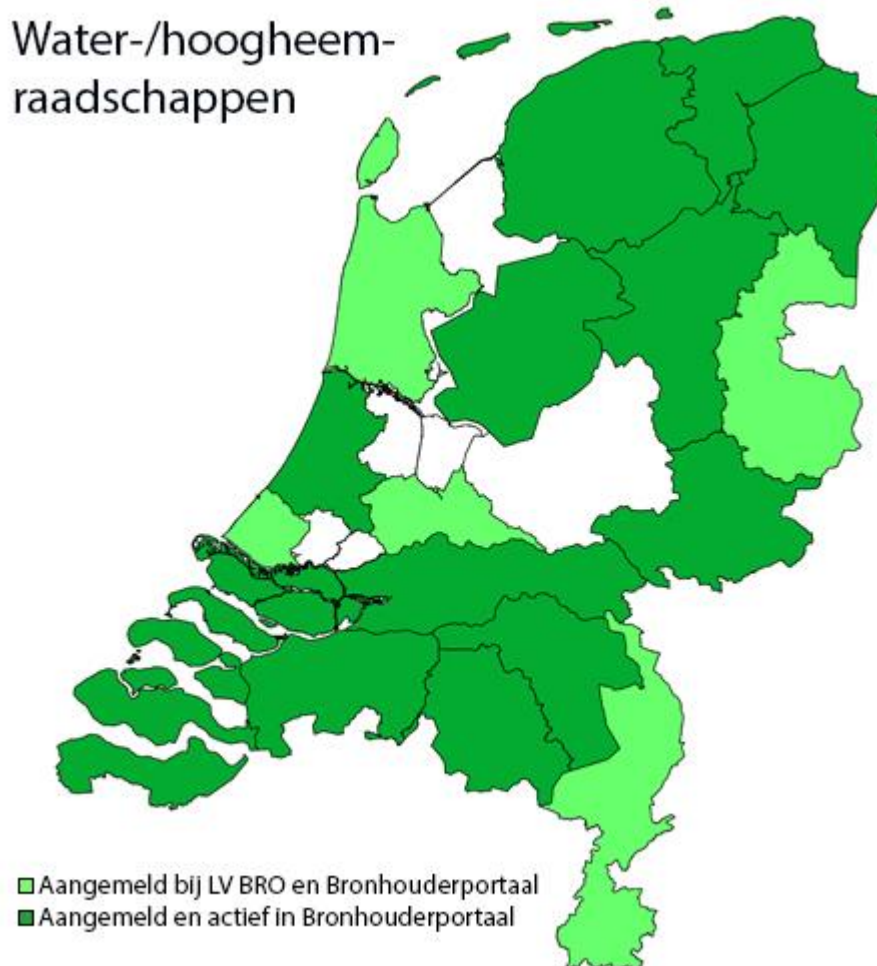 Water-/hoogheem-
raadschappen
Aangemeld bij LV BRO en Bronhouderportaal
Aangemeld en actief in Bronhouderportaal